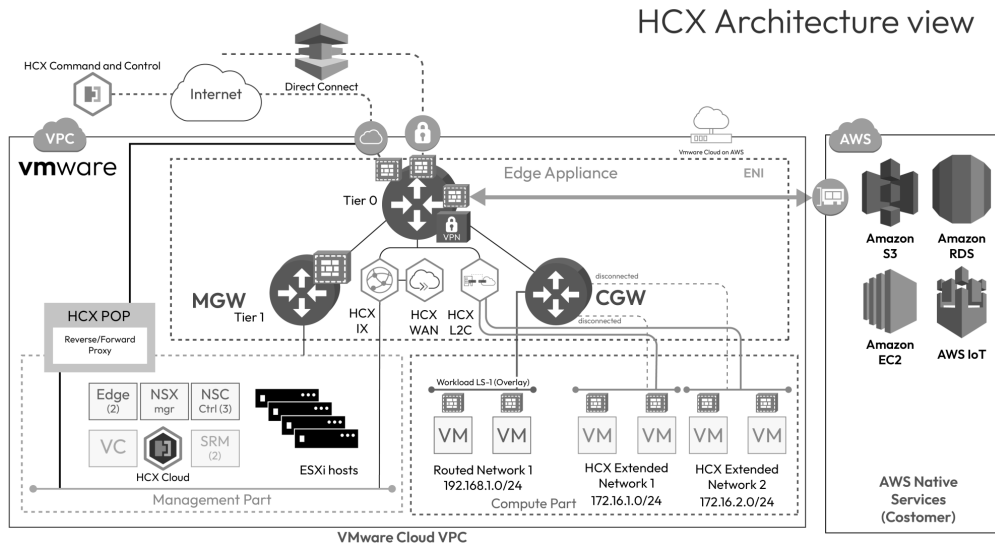 HCX Architecture view
HCX Command and Control
Internet
Direct Connect
VPC
vmware
Vmware Cloud on AWS
AWS
Edge Appliance
ENI
Tier 0
VPN
MGW
Tier 1
HCX
IX
HCX
WAN
HCX
L2C
CGW
disconnected
disconnected
Amazon
S3
Amazon
RDS
Amazon
EC2
AWS IoT
HCX POP
Reverse/Forward
Proxy
Edge
(2)
NSX
mgr
NSC
Ctrl (3)
VC
HCX Cloud
SRM
(2)
ESXi hosts
Management Part
Workload LS-1 (Overlay)
VM
VM
VM
VM
VM
VM
Routed Network 1
192.168.1.0/24
HCX Extended
Network 1
172.16.1.0/24
HCX Extended
Network 2
172.16.2.0/24
Compute Part
AWS Native
Services
(Costomer)
VMware Cloud VPC